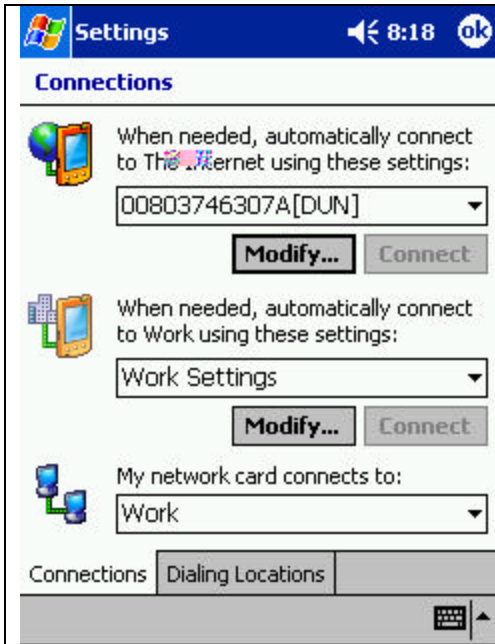 Settings 8:18 ok
Connections
When needed, automatically connect
to The using these settings:
00803746307A[DUN]
Modify... Connect
When needed, automatically connect
to Work using these settings:
Work Settings
Modify... Connect
My network card connects to:
Work
Connections Dialing Locations